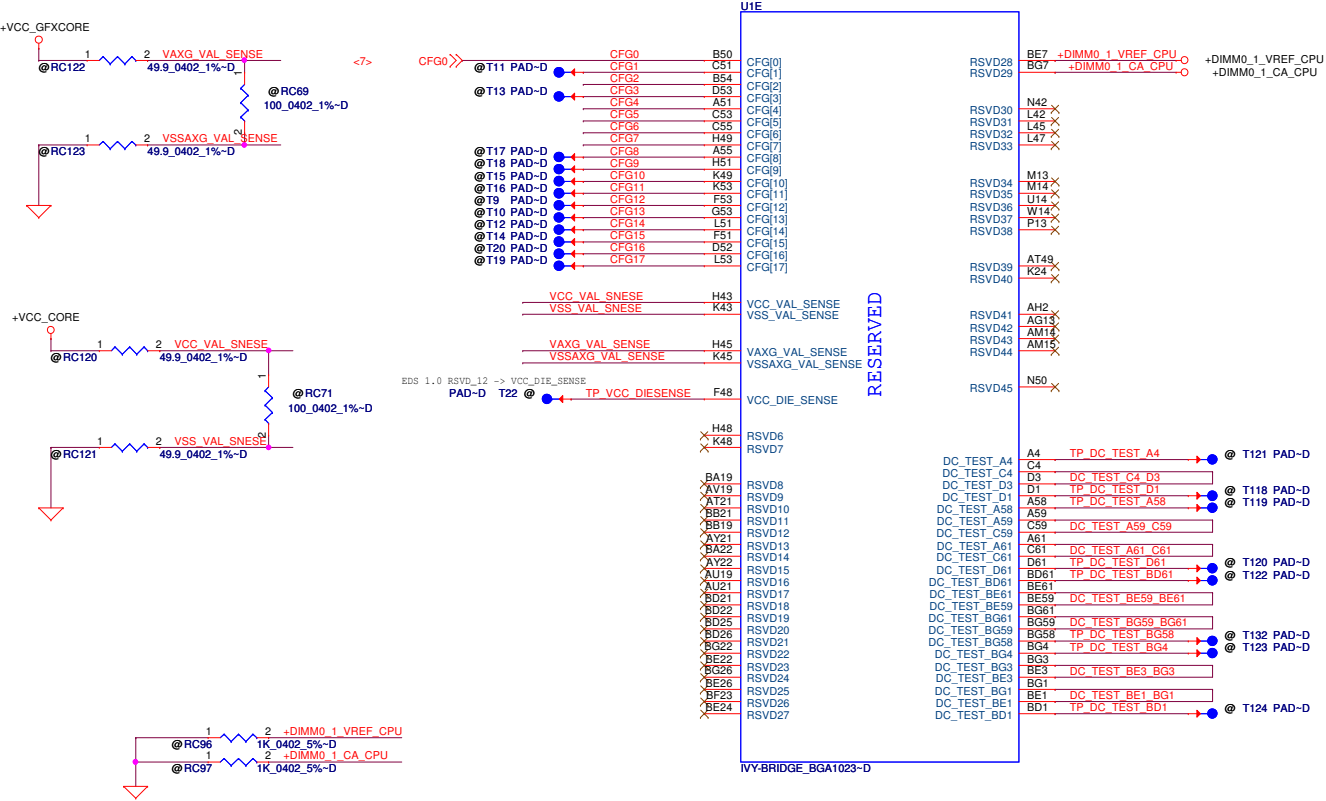 +VCC_GFXCORE
1 2 VAXG_VAL_SENSE
@RC122 49.9_0402_1%~D
1
@RC69
100_0402_1%~D
2
1 2 VSSAXG_VAL_SENSE
@RC123 49.9_0402_1%~D
+VCC_CORE
1 2 VCC_VAL_SNESE
@RC120 49.9_0402_1%~D
1
@RC71
100_0402_1%~D
2
1 2 VSS_VAL_SNESE
@RC121 49.9_0402_1%~D
1 2 +DIMM0_1_VREF_CPU
@RC96 1K_0402_5%~D
1 2 +DIMM0_1_CA_CPU
@RC97 1K_0402_5%~D
U1E
<7> CFG0 CFG0 B50 CFG[0]
@T11 PAD~D CFG1 C51 CFG[1]
CFG2 B54 CFG[2]
@T13 PAD~D CFG3 D53 CFG[3]
CFG4 A51 CFG[4]
CFG5 C53 CFG[5]
CFG6 C55 CFG[6]
CFG7 H49 CFG[7]
@T17 PAD~D CFG8 A55 CFG[8]
@T18 PAD~D CFG9 H51 CFG[9]
@T15 PAD~D CFG10 K49 CFG[10]
@T16 PAD~D CFG11 K53 CFG[11]
@T9 PAD~D CFG12 F53 CFG[12]
@T10 PAD~D CFG13 G53 CFG[13]
@T12 PAD~D CFG14 L51 CFG[14]
@T14 PAD~D CFG15 F51 CFG[15]
@T20 PAD~D CFG16 D52 CFG[16]
@T19 PAD~D CFG17 L53 CFG[17]
VCC_VAL_SNESE H43 VCC_VAL_SENSE
VSS_VAL_SNESE K43 VSS_VAL_SENSE
VAXG_VAL_SENSE H45 VAXG_VAL_SENSE
VSSAXG_VAL_SENSE K45 VSSAXG_VAL_SENSE
EDS 1.0 RSVD_12 -> VCC_DIE_SENSE
PAD~D T22 @ TP_VCC_DIESENSE F48 VCC_DIE_SENSE
H48 RSVD6
K48 RSVD7
BA19 RSVD8
AV19 RSVD9
AT21 RSVD10
BB21 RSVD11
BB19 RSVD12
AY21 RSVD13
BA22 RSVD14
AY22 RSVD15
AU19 RSVD16
AU21 RSVD17
BD21 RSVD18
BD22 RSVD19
BD25 RSVD20
BD26 RSVD21
BG22 RSVD22
BE22 RSVD23
BG26 RSVD24
BE26 RSVD25
BF23 RSVD26
BE24 RSVD27
RESERVED
RSVD28 BE7 +DIMM0_1_VREF_CPU +DIMM0_1_VREF_CPU
RSVD29 BG7 +DIMM0_1_CA_CPU +DIMM0_1_CA_CPU
RSVD30 N42
RSVD31 L42
RSVD32 L45
RSVD33 L47
RSVD34 M13
RSVD35 M14
RSVD36 U14
RSVD37 W14
RSVD38 P13
RSVD39 AT49
RSVD40 K24
RSVD41 AH2
RSVD42 AG13
RSVD43 AM14
RSVD44 AM15
RSVD45 N50
DC_TEST_A4 A4 TP_DC_TEST_A4 @ T121 PAD~D
DC_TEST_C4 C4
DC_TEST_D3 D3 DC_TEST_C4_D3
DC_TEST_D1 D1 TP_DC_TEST_D1 @ T118 PAD~D
DC_TEST_A58 A58 TP_DC_TEST_A58 @ T119 PAD~D
DC_TEST_A59 A59
DC_TEST_C59 C59 DC_TEST_A59_C59
DC_TEST_A61 A61
DC_TEST_C61 C61 DC_TEST_A61_C61
DC_TEST_D61 D61 TP_DC_TEST_D61 @ T120 PAD~D
DC_TEST_BD61 BD61 TP_DC_TEST_BD61 @ T122 PAD~D
DC_TEST_BE61 BE61
DC_TEST_BE59 BE59 DC_TEST_BE59_BE61
DC_TEST_BG61 BG61
DC_TEST_BG59 BG59 DC_TEST_BG59_BG61
DC_TEST_BG58 BG58 TP_DC_TEST_BG58 @ T132 PAD~D
DC_TEST_BG4 BG4 TP_DC_TEST_BG4 @ T123 PAD~D
DC_TEST_BG3 BG3
DC_TEST_BE3 BE3 DC_TEST_BE3_BG3
DC_TEST_BG1 BG1
DC_TEST_BE1 BE1 DC_TEST_BE1_BG1
DC_TEST_BD1 BD1 TP_DC_TEST_BD1 @ T124 PAD~D
IVY-BRIDGE_BGA1023~D